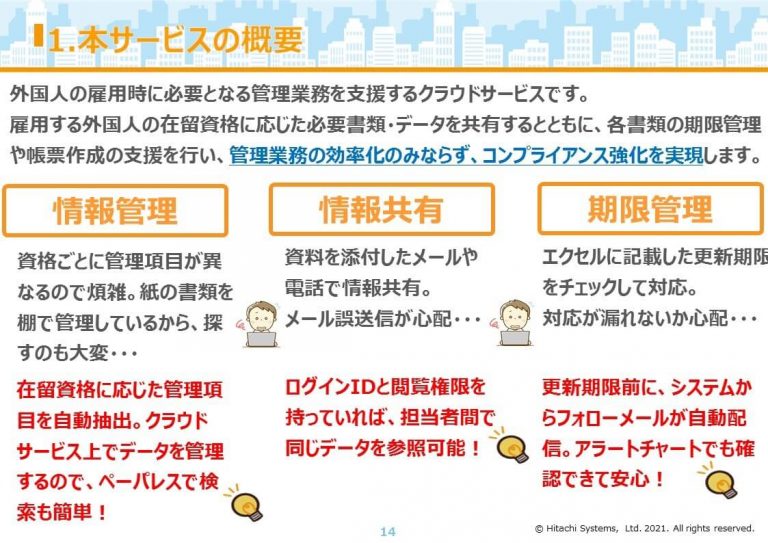 1.本サービスの概要
外国人の雇用時に必要となる管理業務を支援するクラウドサービスです。
雇用する外国人の在留資格に応じた必要書類・データを共有するとともに、各書類の期限管理
や帳票作成の支援を行い、管理業務の効率化のみならず、コンプライアンス強化を実現します。
情報管理
資格ごとに管理項目が異
なるので煩雑。紙の書類を
棚で管理しているから、探
すのも大変・・・
在留資格に応じた管理項
目を自動抽出。クラウド
サービス上でデータを管理
するので、ペーパレスで検
索も簡単！
情報共有
資料を添付したメールや
電話で情報共有。
メール誤送信が心配・・・
ログインIDと閲覧権限を
持っていれば、担当者間で
同じデータを参照可能！
期限管理
エクセルに記載した更新期限
をチェックして対応。
対応が漏れないか心配・・・
更新期限前に、システムか
らフォローメールが自動配
信。アラートチャートでも確
認できて安心！
14
© Hitachi Systems, Ltd. 2021. All rights reserved.